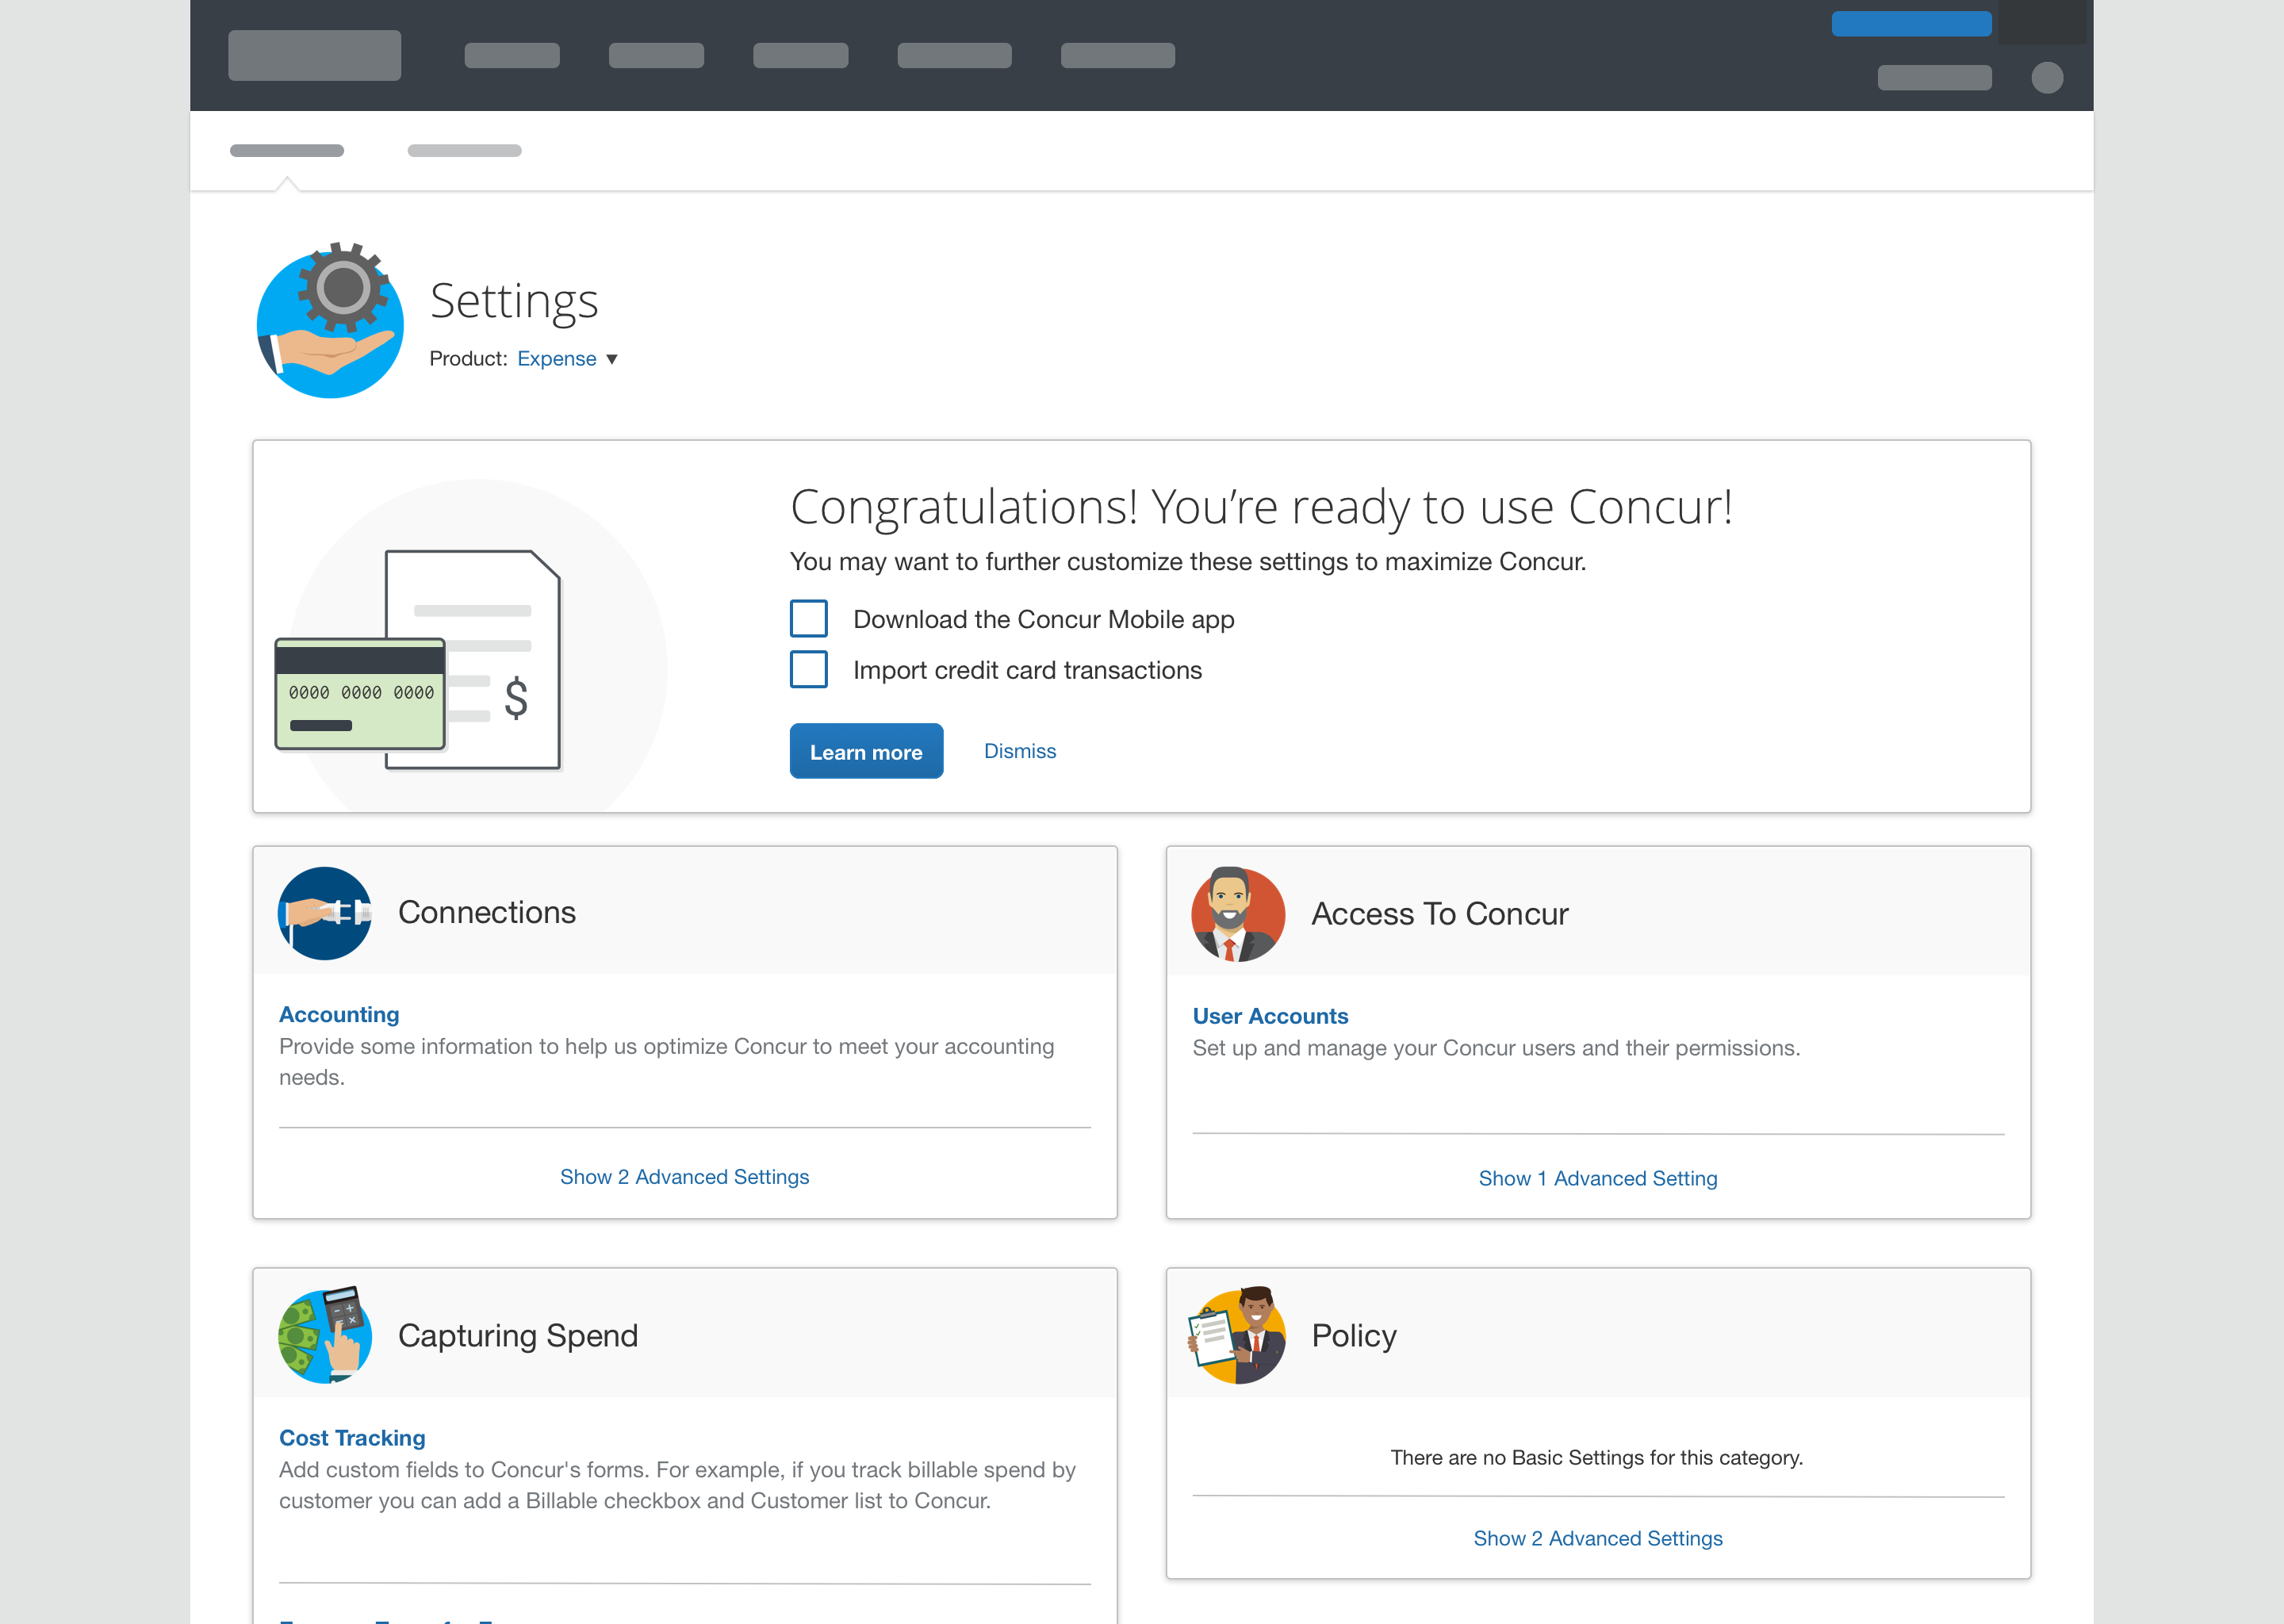 Settings
Product: Expense ▼
Congratulations! You’re ready to use Concur!
You may want to further customize these settings to maximize Concur.
Download the Concur Mobile app
Import credit card transactions
0000 0000 0000
$
Learn more
Dismiss
Connections
Accounting
Provide some information to help us optimize Concur to meet your accounting
needs.
Show 2 Advanced Settings
Access To Concur
User Accounts
Set up and manage your Concur users and their permissions.
Show 1 Advanced Setting
Capturing Spend
Cost Tracking
Add custom fields to Concur's forms. For example, if you track billable spend by
customer you can add a Billable checkbox and Customer list to Concur.
Policy
There are no Basic Settings for this category.
Show 2 Advanced Settings